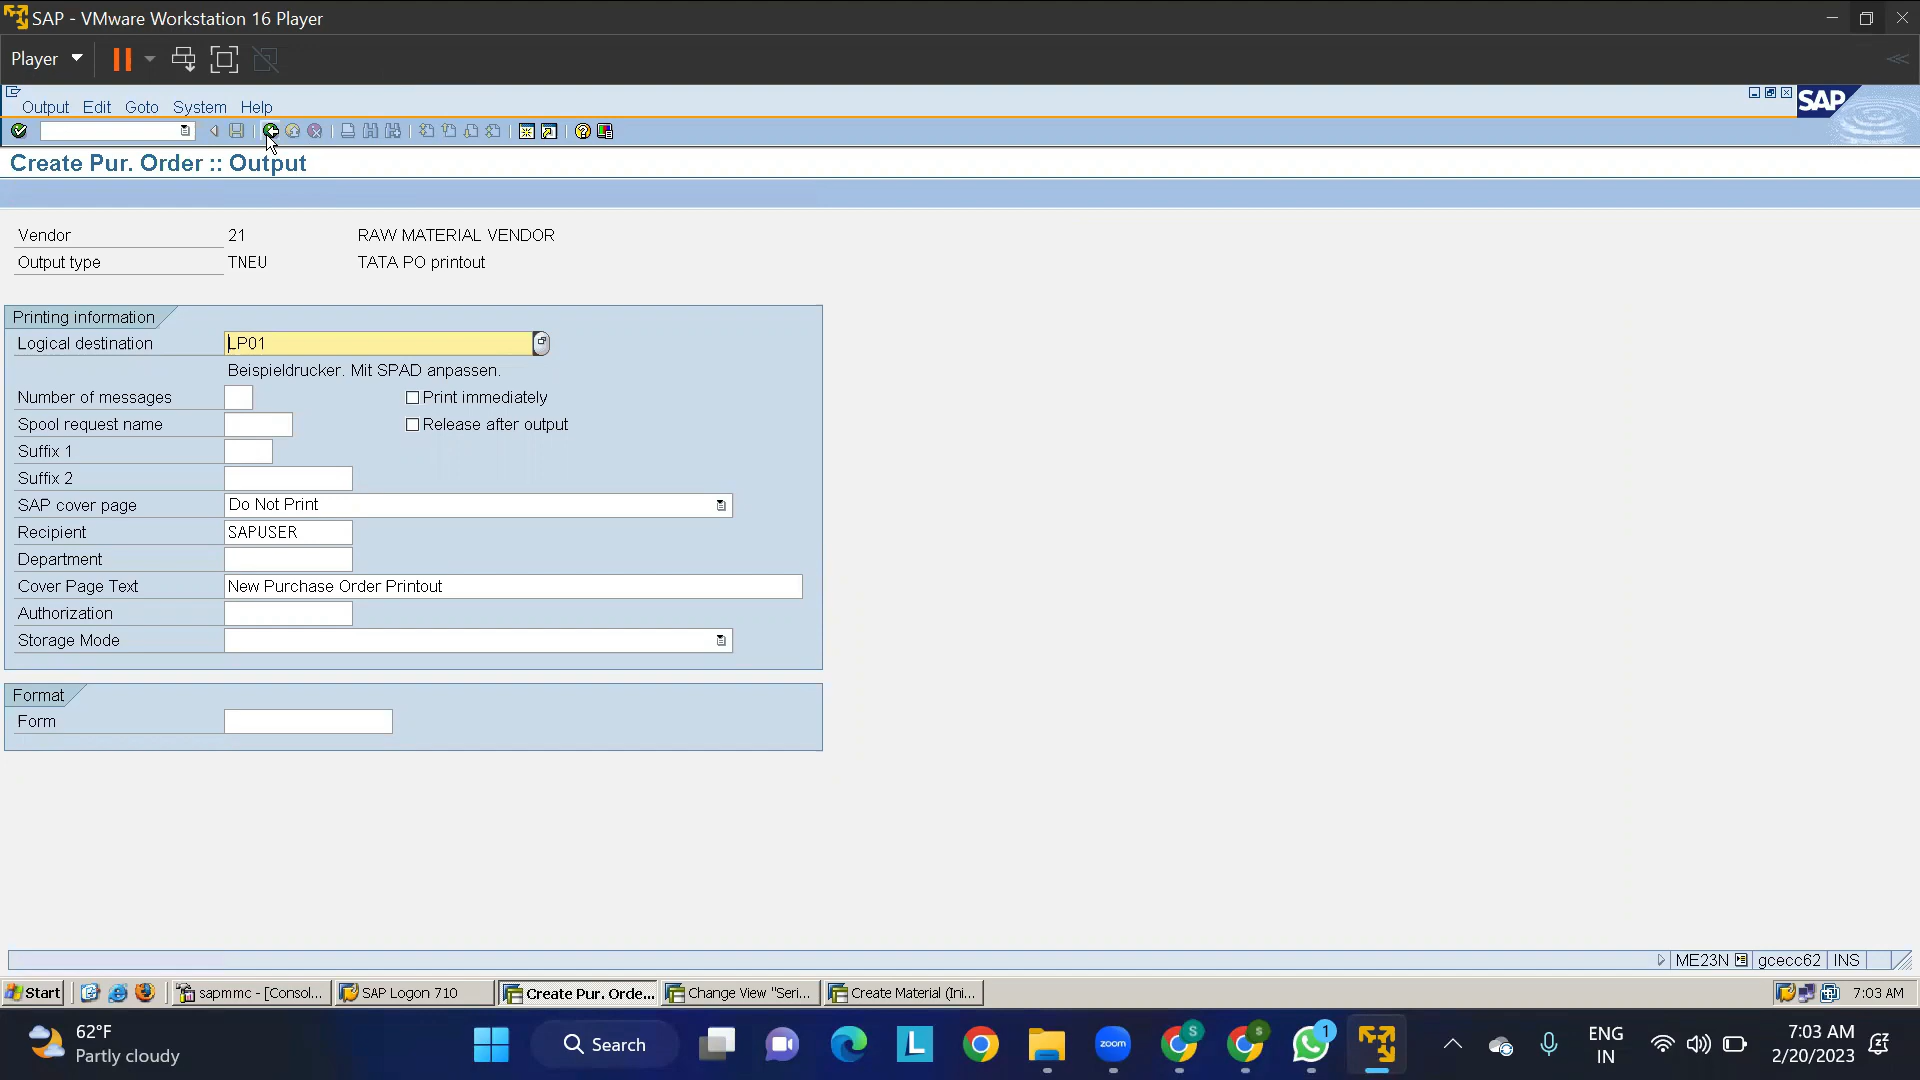 SAP - VMware Workstation 16 Player
Player
Output Edit Goto System Help
SAP
Create Pur. Order :: Output
Vendor 21 RAW MATERIAL VENDOR
Output type TNEU TATA PO printout
Printing information
Logical destination LP01
Beispieldrucker. Mit SPAD anpassen.
Number of messages Print immediately
Spool request name Release after output
Suffix 1
Suffix 2
SAP cover page Do Not Print
Recipient SAPUSER
Department
Cover Page Text New Purchase Order Printout
Authorization
Storage Mode
Format
Form
ME23N gcecc62 INS
Start sapmmc - [Consol... SAP Logon 710 Create Pur. Orde... Change View "Seri... Create Material (Ini... 7:03 AM
62°F
Partly cloudy
Search
L
zoom
S
S
1
ENG
IN
7:03 AM
2/20/2023